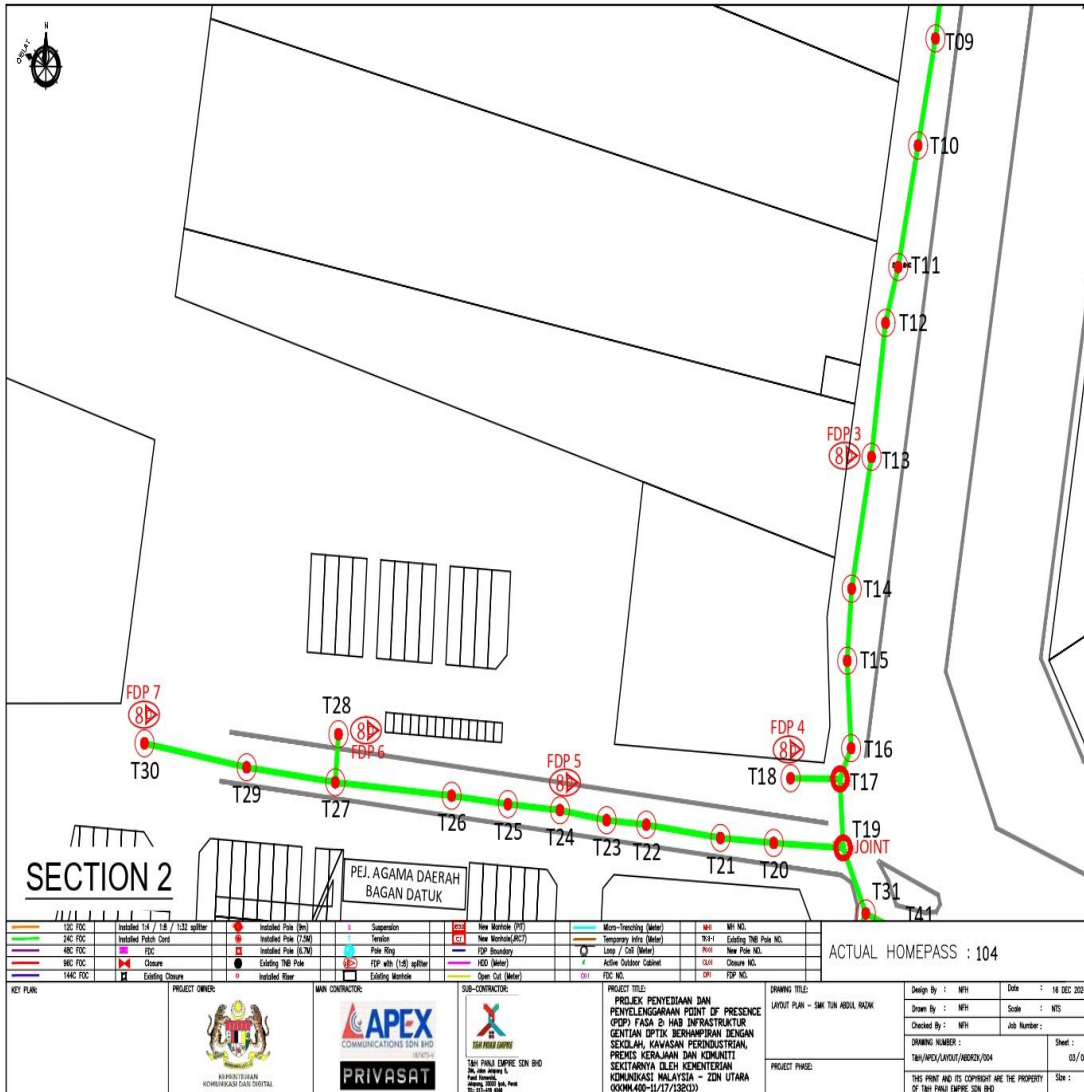 N
T09
T10
T11
T12
FDP 3
8
T13
T14
T15
FDP 7
8
T28
8
FDP 6
FDP 5
8
FDP 4
8
T16
T18
T17
T30
T29
T27
T26
T25
T24
T23
T22
T21
T20
T19
JOINT
T31
T41
SECTION 2
PEJ. AGAMA DAERAH
BAGAN DATUK
12C FOC
24C FOC
48C FOC
96C FOC
144C FOC
Installed 1:4 / 1:8 / 1:32 splitter
Installed Patch Cord
FDC
Closure
Existing Closure
Installed Pole (9m)
Installed Pole (7.5M)
Installed Pole (6.7M)
Existing TNB Pole
Installed Riser
Suspension
Tension
Pole Ring
FDP with (1:8) splitter
Existing Manhole
New Manhole (PIT)
New Manhole(JRC7)
FDP Boundary
HDD (Meter)
Open Cut (Meter)
Micro-Trenching (Meter)
Temporary Infra (Meter)
Loop / Coil (Meter)
Active Outdoor Cabinet
FDC NO.
MH NO.
Existing TNB Pole NO.
New Pole NO.
Closure NO.
FDP NO.
ACTUAL HOMEPASS : 104
KEY PLAN:
PROJECT OWNER:
KEMENTERIAN
KOMUNIKASI DAN DIGITAL
MAIN CONTRACTOR:
APEX
COMMUNICATIONS SDN BHD
PRIVASAT
SUB-CONTRACTOR:
T&H PANJI EMPIRE
T&H PANJI EMPIRE SDN BHD
PROJECT TITLE:
PROJEK PENYEDIAAN DAN
PENYELENGGARAAN POINT OF PRESENCE
(POP) FASA 2: HAB INFRASTRUKTUR
GENTIAN OPTIK BERHAMPIRAN DENGAN
SEKOLAH, KAWASAN PERINDUSTRIAN,
PREMIS KERAJAAN DAN KOMUNITI
SEKITARNYA OLEH KEMENTERIAN
KOMUNIKASI MALAYSIA - ZON UTARA
(KKMM.400-11/17/132(1))
DRAWING TITLE:
LAYOUT PLAN - SMK TUN ABDUL RAZAK
PROJECT PHASE:
Design By : NFH
Date : 16 DEC
Drawn By : NFH
Scale : NTS
Checked By : NFH
Job Number:
DRAWING NUMBER :
Sheet :
T&H/APEX/LAYOUT/ABDRZK/004
03/0
THIS PRINT AND ITS COPYRIGHT ARE THE PROPERTY
OF T&H PANJI EMPIRE SDN BHD
Size :